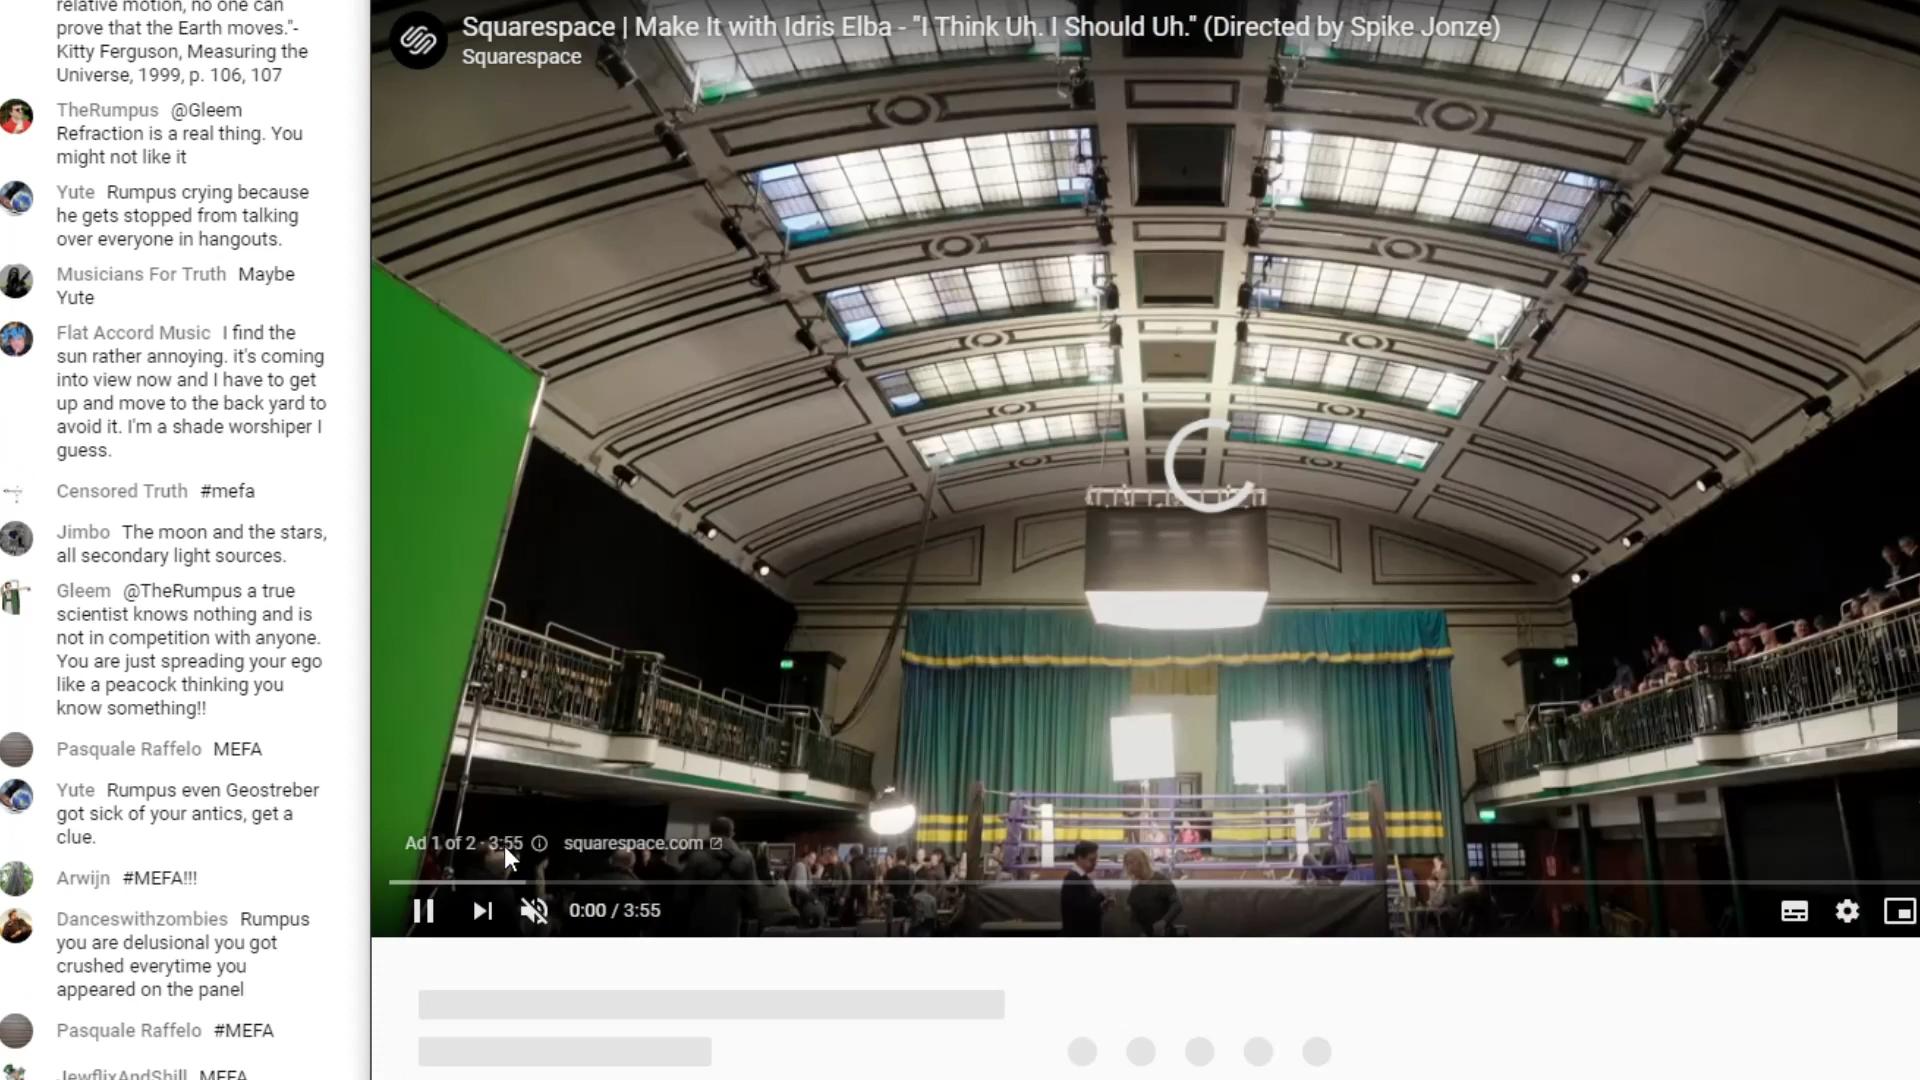 relative motion, no one can
prove that the Earth moves."-
Kitty Ferguson, Measuring the
Universe, 1999, p. 106, 107
TheRumpus @Gleem
Refraction is a real thing. You
might not like it
Yute Rumpus crying because
he gets stopped from talking
over everyone in hangouts.
Musicians For Truth Maybe
Yute
Flat Accord Music I find the
sun rather annoying. it's coming
into view now and I have to get
up and move to the back yard to
avoid it. I'm a shade worshiper I
guess.
Censored Truth #mefa
Jimbo The moon and the stars,
all secondary light sources.
Gleem @TheRumpus a true
scientist knows nothing and is
not in competition with anyone.
You are just spreading your ego
like a peacock thinking you
know something!!
Pasquale Raffelo MEFA
Yute Rumpus even Geostreber
got sick of your antics, get a
clue.
Arwijn #MEFA!!!
Danceswithzombies Rumpus
you are delusional you got
crushed everytime you
appeared on the panel
Pasquale Raffelo #MEFA
JewflixAndShill MEFA
Squarespace | Make It with Idris Elba - "I Think Uh. I Should Uh." (Directed by Spike Jonze)
Squarespace
Ad 1 of 2 · 3:55 squarespace.com
0:00 / 3:55